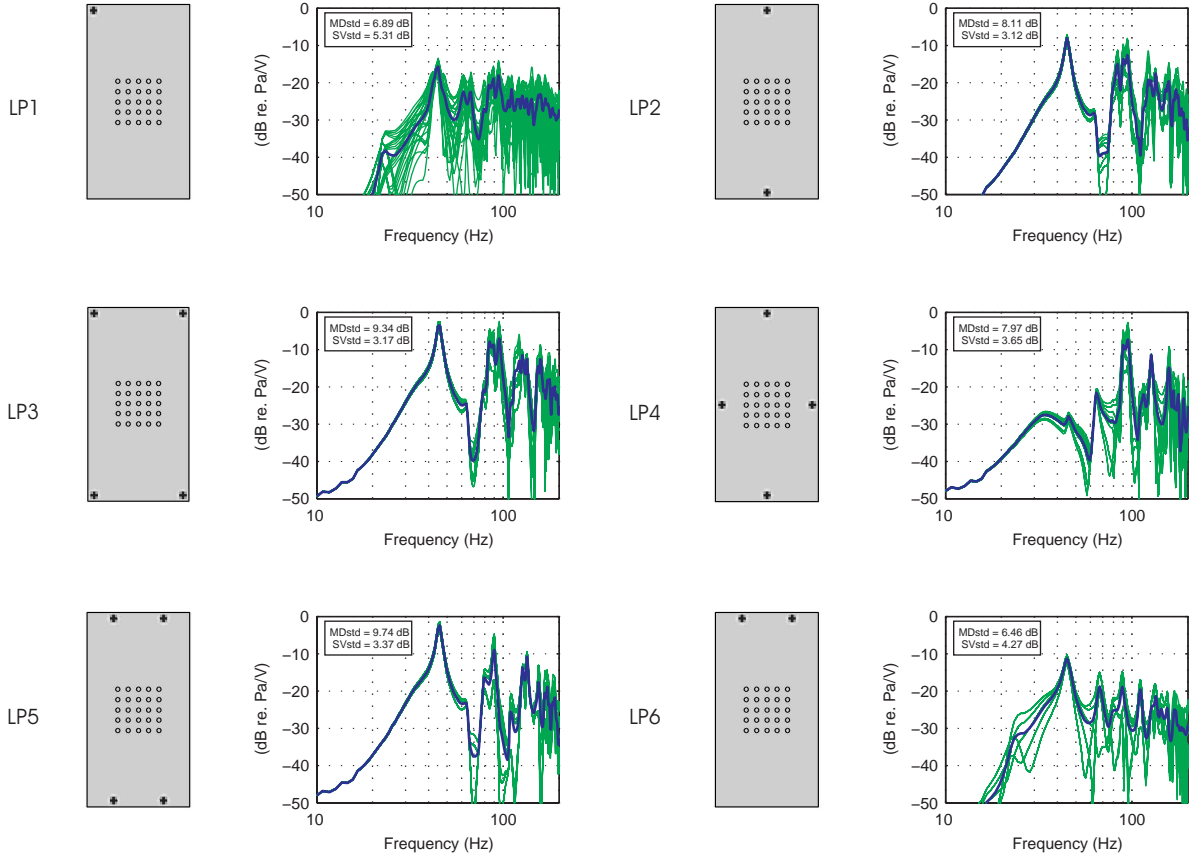 LP1
0
−10
−20
−30
−40
−50
MDstd = 6.89 dB
SVstd = 5.31 dB
(dB re. Pa/V)
10
100
Frequency (Hz)
LP2
0
−10
−20
−30
−40
−50
MDstd = 8.11 dB
SVstd = 3.12 dB
(dB re. Pa/V)
10
100
Frequency (Hz)
LP3
0
−10
−20
−30
−40
−50
MDstd = 9.34 dB
SVstd = 3.17 dB
(dB re. Pa/V)
10
100
Frequency (Hz)
LP4
0
−10
−20
−30
−40
−50
MDstd = 7.97 dB
SVstd = 3.65 dB
(dB re. Pa/V)
10
100
Frequency (Hz)
LP5
0
−10
−20
−30
−40
−50
MDstd = 9.74 dB
SVstd = 3.37 dB
(dB re. Pa/V)
10
100
Frequency (Hz)
LP6
0
−10
−20
−30
−40
−50
MDstd = 6.46 dB
SVstd = 4.27 dB
(dB re. Pa/V)
10
100
Frequency (Hz)